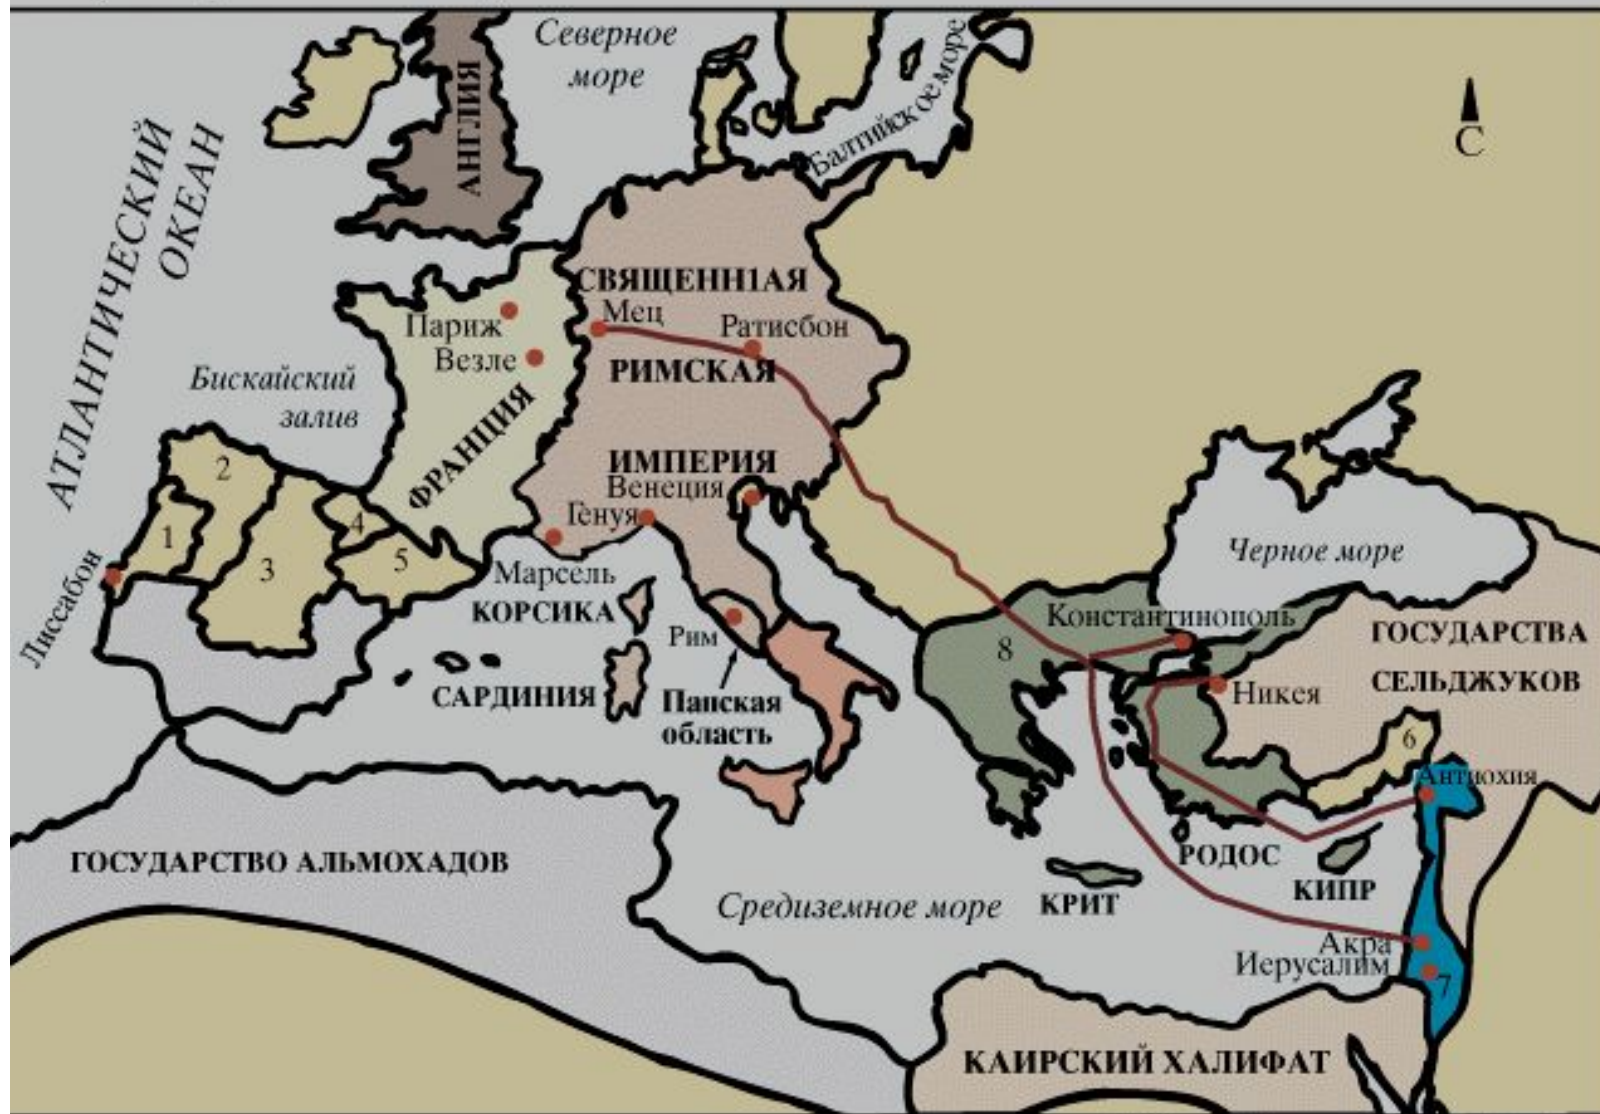 Северное
море
Балтийское море
С
АНГЛИЯ
АТЛАНТИЧЕСКИЙ
ОКЕАН
СВЯЩЕНН1АЯ
Мец
Париж
Ратисбон
Везле
РИМСКАЯ
Бискайский
залив
ФРАНЦИЯ
ИМПЕРИЯ
Венеция
Генуя
2
4
1
3
5
Черное море
Лиссабон
Марсель
КОРСИКА
Рим
Константинополь
8
ГОСУДАРСТВА
СЕЛЬДЖУКОВ
САРДИНИЯ
Папская
область
Никея
6
Антиохия
ГОСУДАРСТВО АЛЬМОХАДОВ
РОДОС
КИПР
КРИТ
Средиземное море
Акра
Иерусалим
7
КАИРСКИЙ ХАЛИФАТ